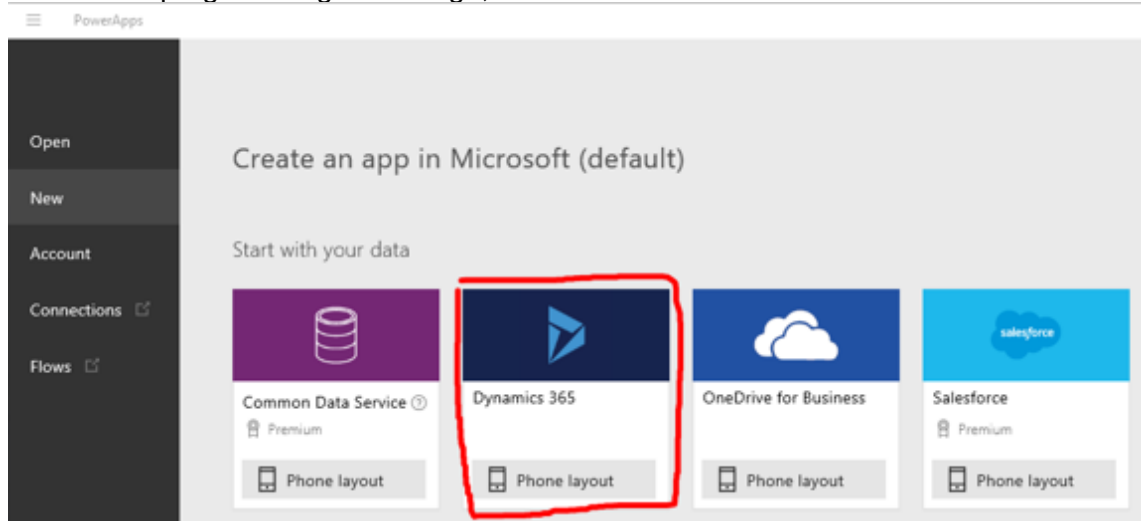 PowerApps
Open
New
Account
Connections
Flows
Create an app in Microsoft (default)
Start with your data
Common Data Service
Premium
Phone layout
Dynamics 365
Phone layout
OneDrive for Business
Phone layout
salesforce
Salesforce
Premium
Phone layout